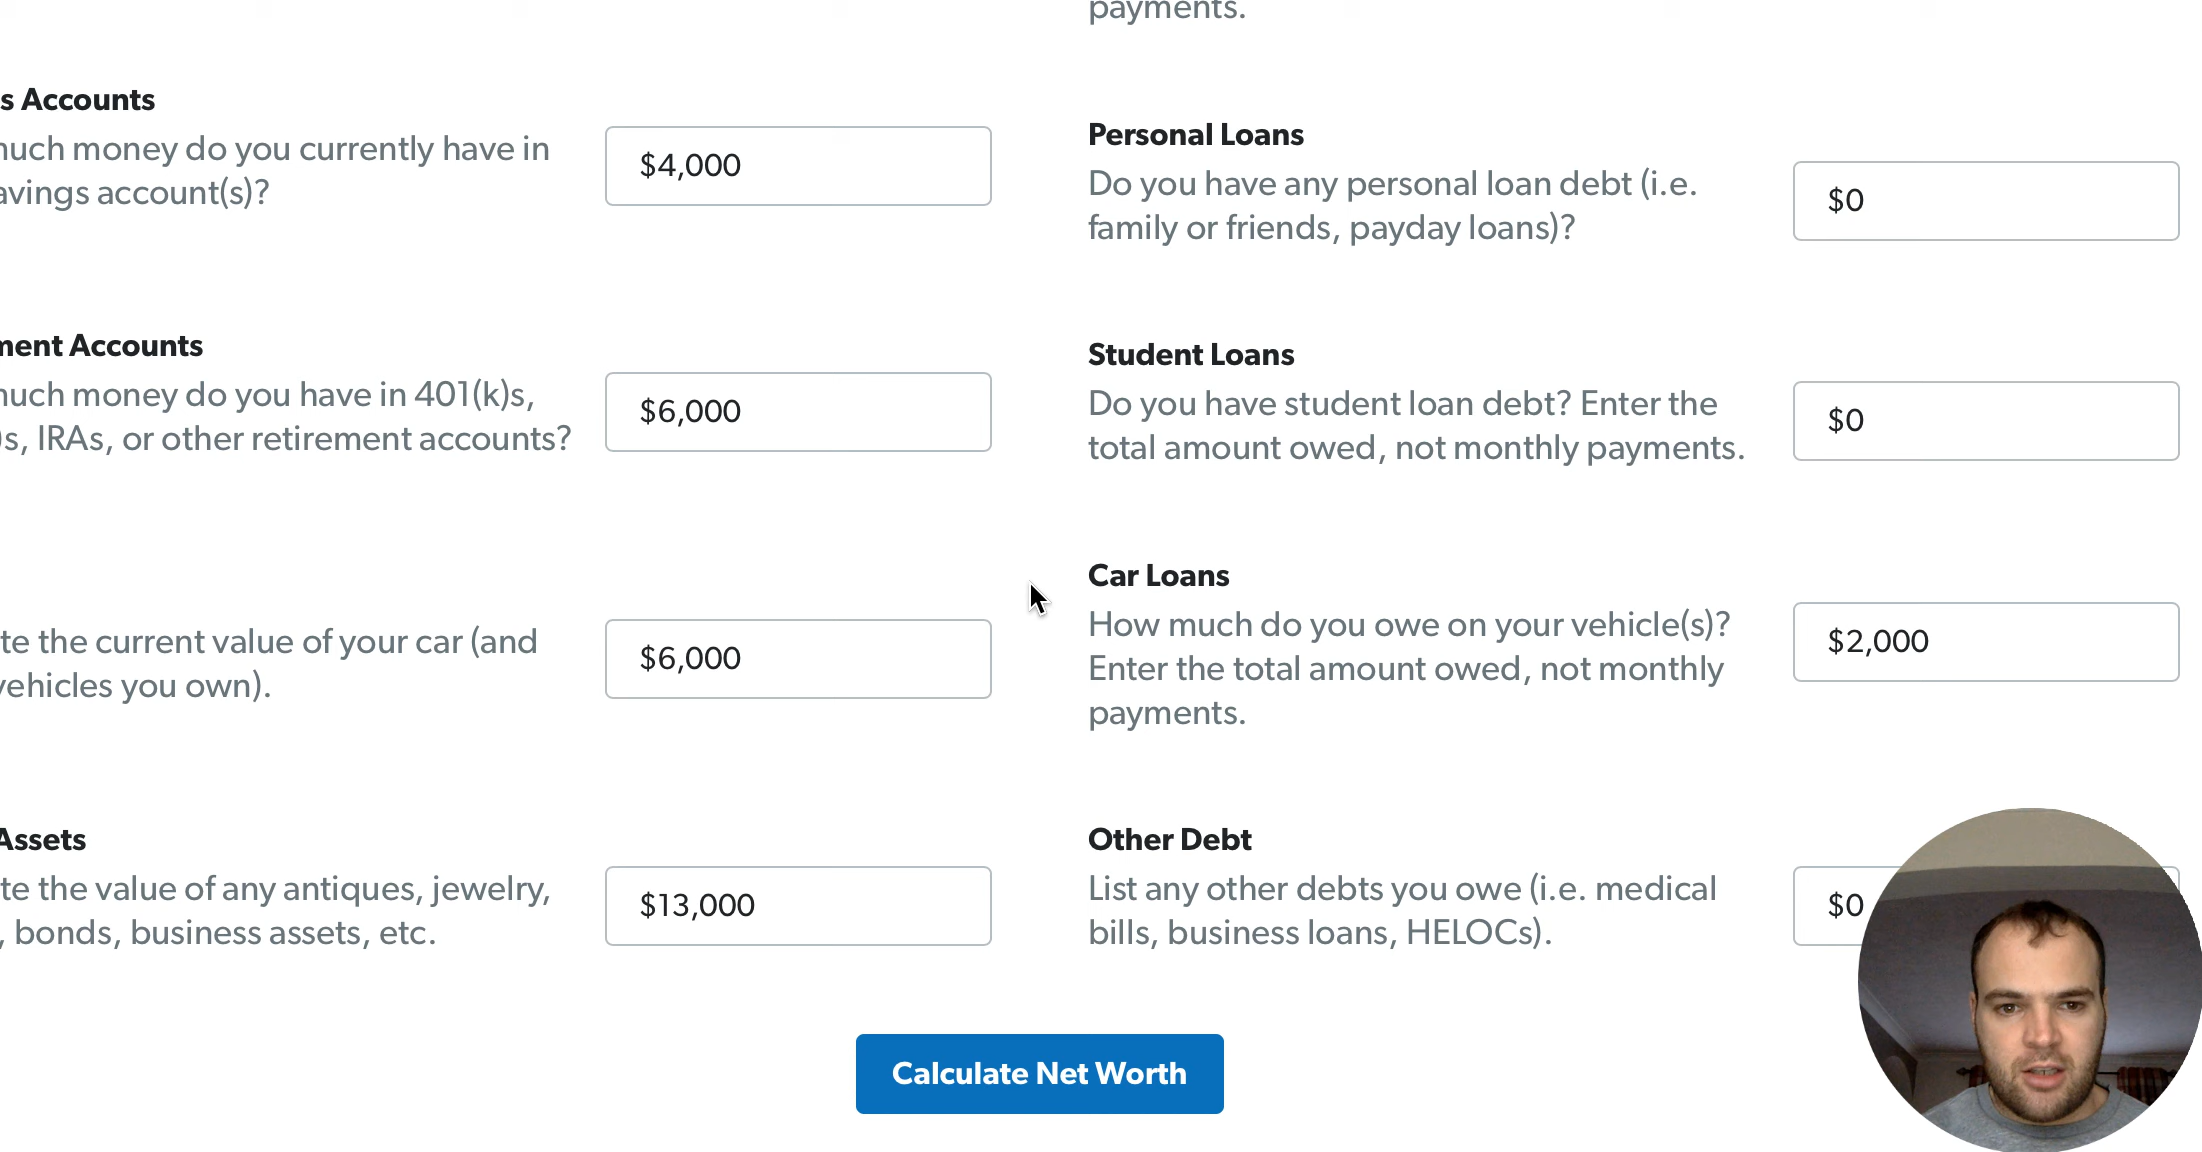 payments.
s Accounts
much money do you currently have in
avings account(s)?
$4,000
Personal Loans
Do you have any personal loan debt (i.e.
family or friends, payday loans)?
$0
ment Accounts
much money do you have in 401(k)s,
)s, IRAs, or other retirement accounts?
$6,000
Student Loans
Do you have student loan debt? Enter the
total amount owed, not monthly payments.
$0
te the current value of your car (and
vehicles you own).
$6,000
Car Loans
How much do you owe on your vehicle(s)?
Enter the total amount owed, not monthly
payments.
$2,000
Assets
te the value of any antiques, jewelry,
, bonds, business assets, etc.
$13,000
Other Debt
List any other debts you owe (i.e. medical
bills, business loans, HELOCs).
$0
Calculate Net Worth